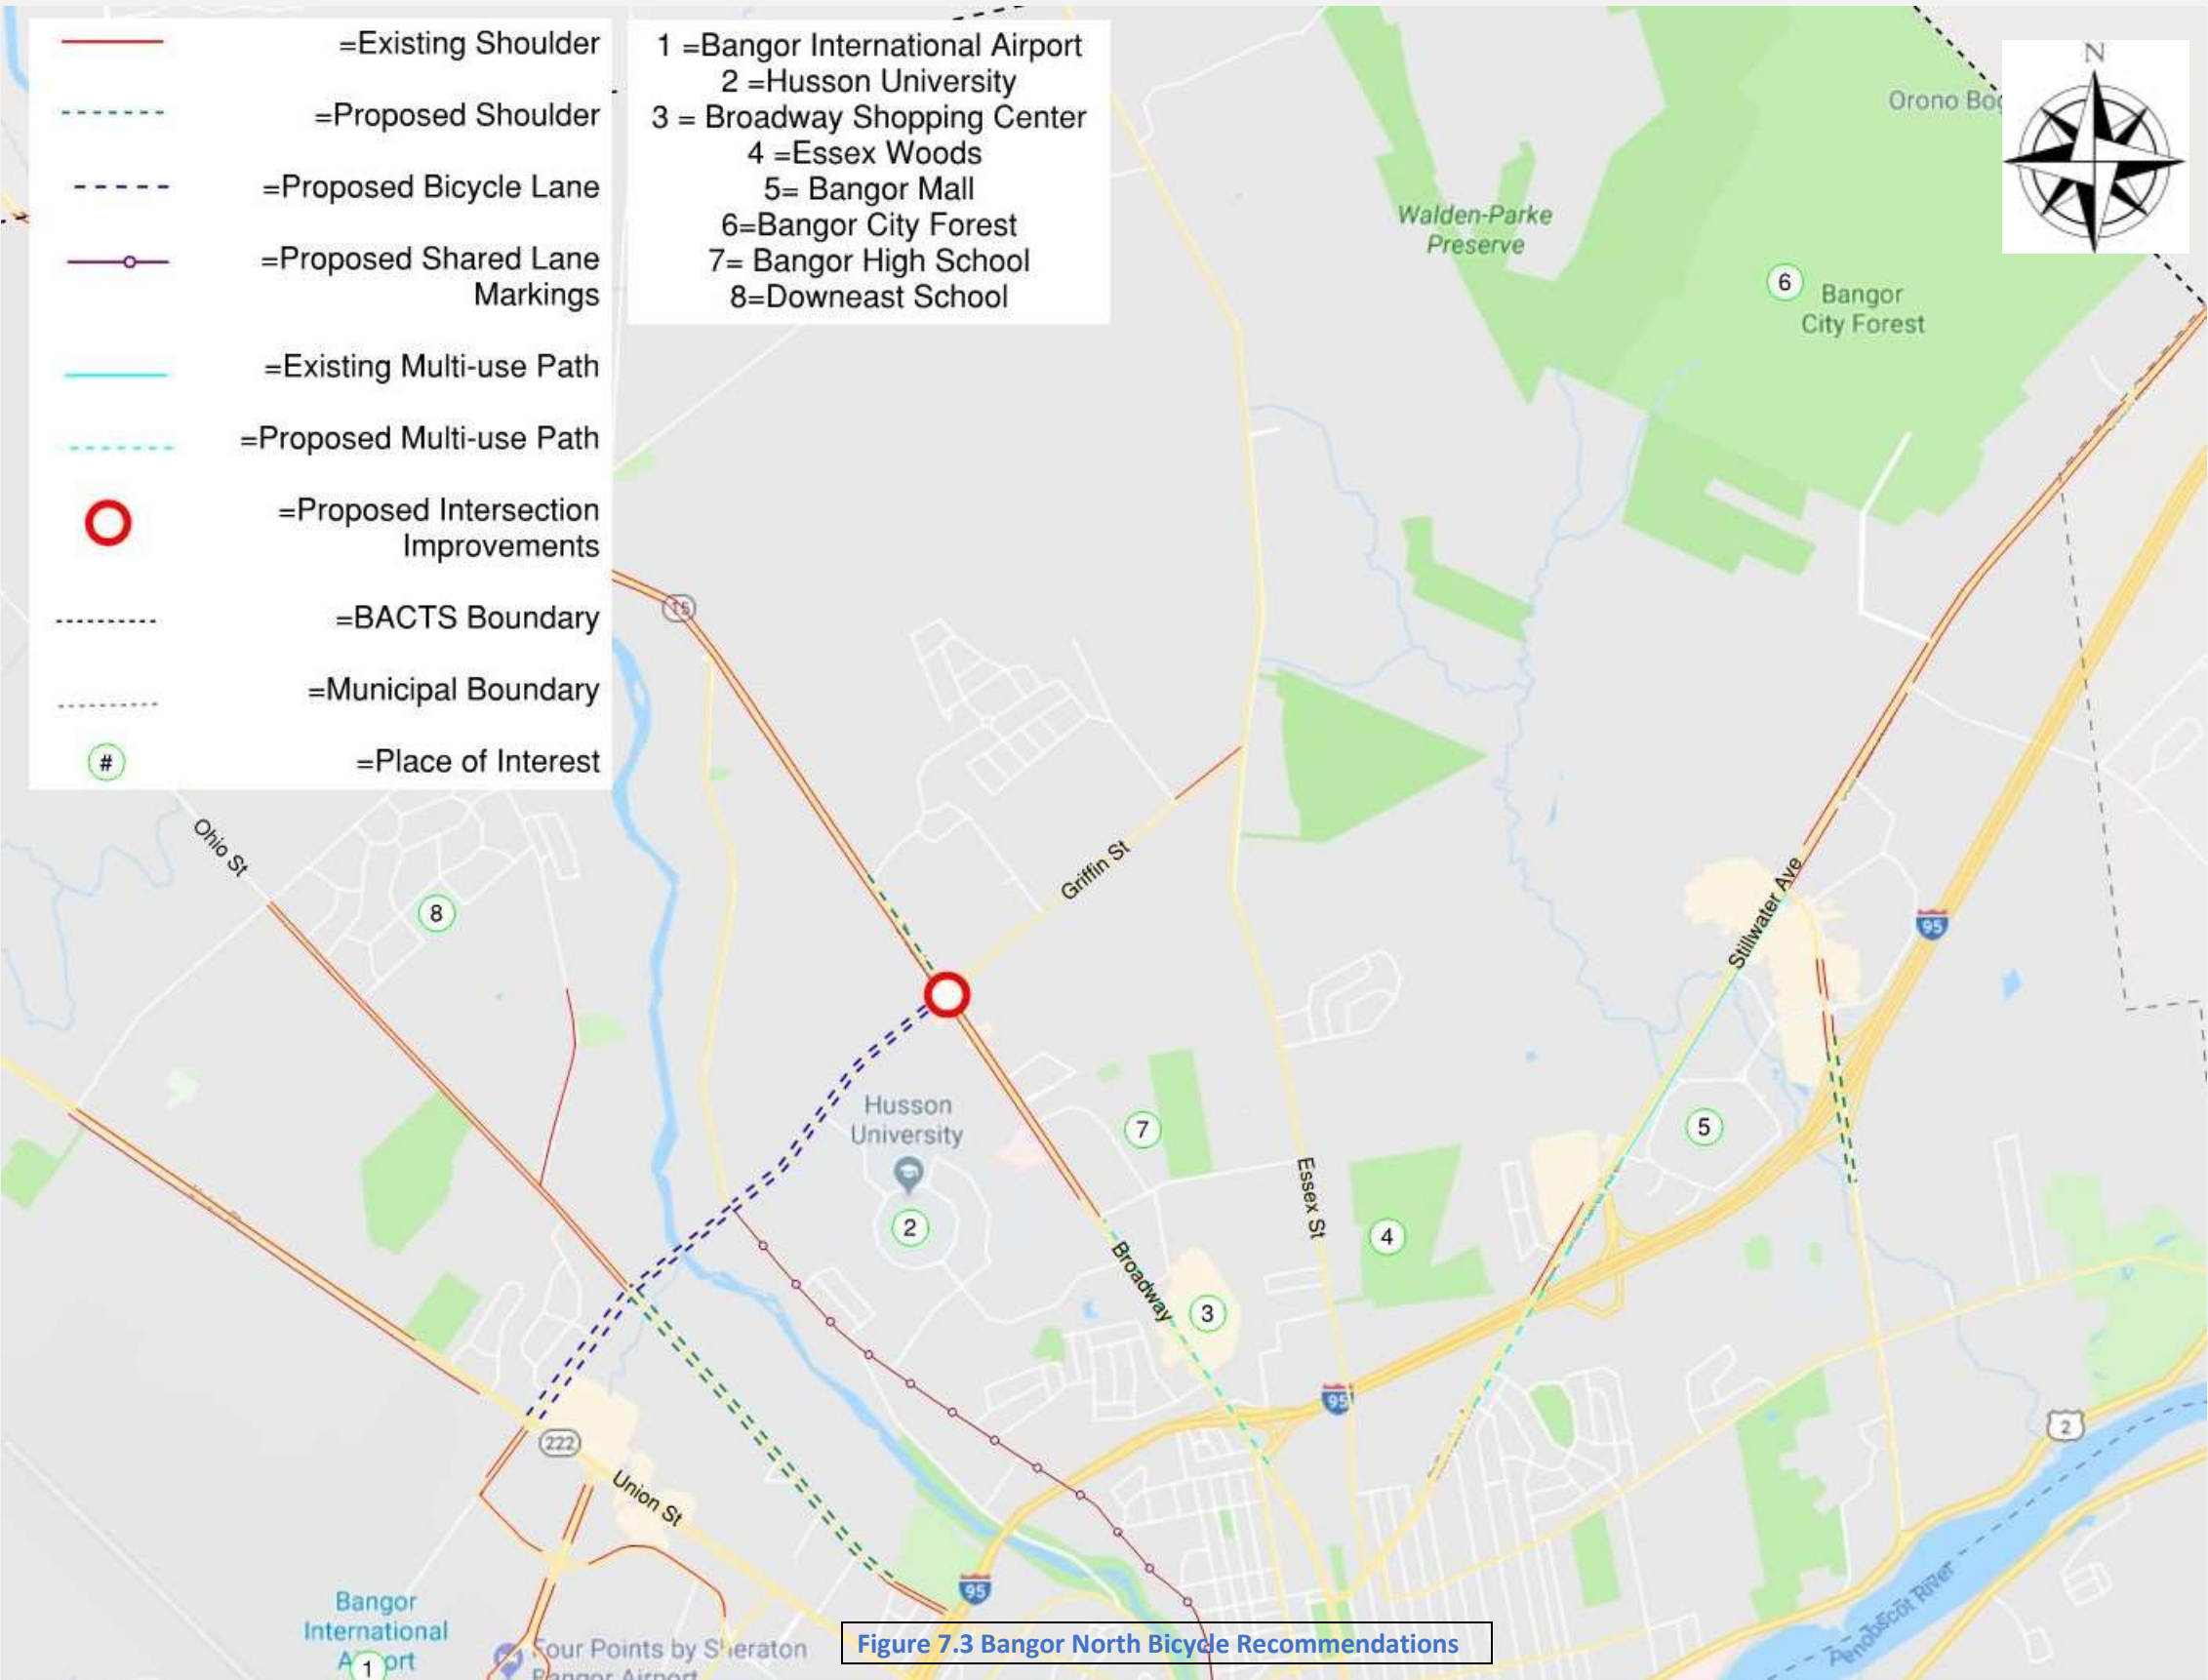 =Existing Shoulder
=Proposed Shoulder
=Proposed Bicycle Lane
=Proposed Shared Lane
Markings
=Existing Multi-use Path
=Proposed Multi-use Path
=Proposed Intersection
Improvements
=BACTS Boundary
=Municipal Boundary
#
=Place of Interest
1 =Bangor International Airport
2 =Husson University
3 = Broadway Shopping Center
4 =Essex Woods
5= Bangor Mall
6=Bangor City Forest
7= Bangor High School
8=Downeast School
N
Orono Bog
Walden-Parke
Preserve
6
Bangor
City Forest
15
Ohio St
8
Griffin St
Stillwater Ave
95
Husson
University
7
5
2
Essex St
4
Broadway
3
95
222
2
Union St
95
Bangor
International
Airport
1
Four Points by Sheraton
Bangor Airport
Penobscot River
Figure 7.3 Bangor North Bicycle Recommendations